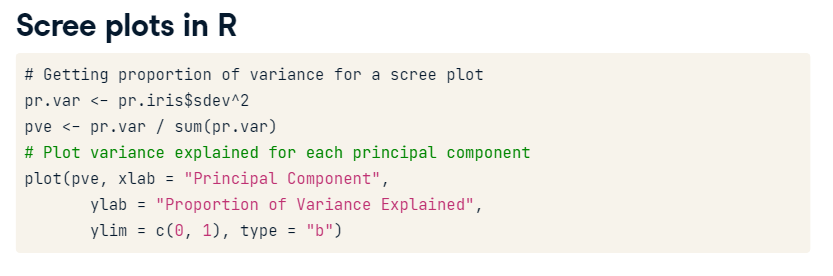 Scree plots in R
# Getting proportion of variance for a scree plot
pr.var <- pr.iris$sdev^2
pve <- pr.var / sum(pr.var)
# Plot variance explained for each principal component
plot(pve, xlab = "Principal Component",
       ylab = "Proportion of Variance Explained",
       ylim = c(0, 1), type = "b")